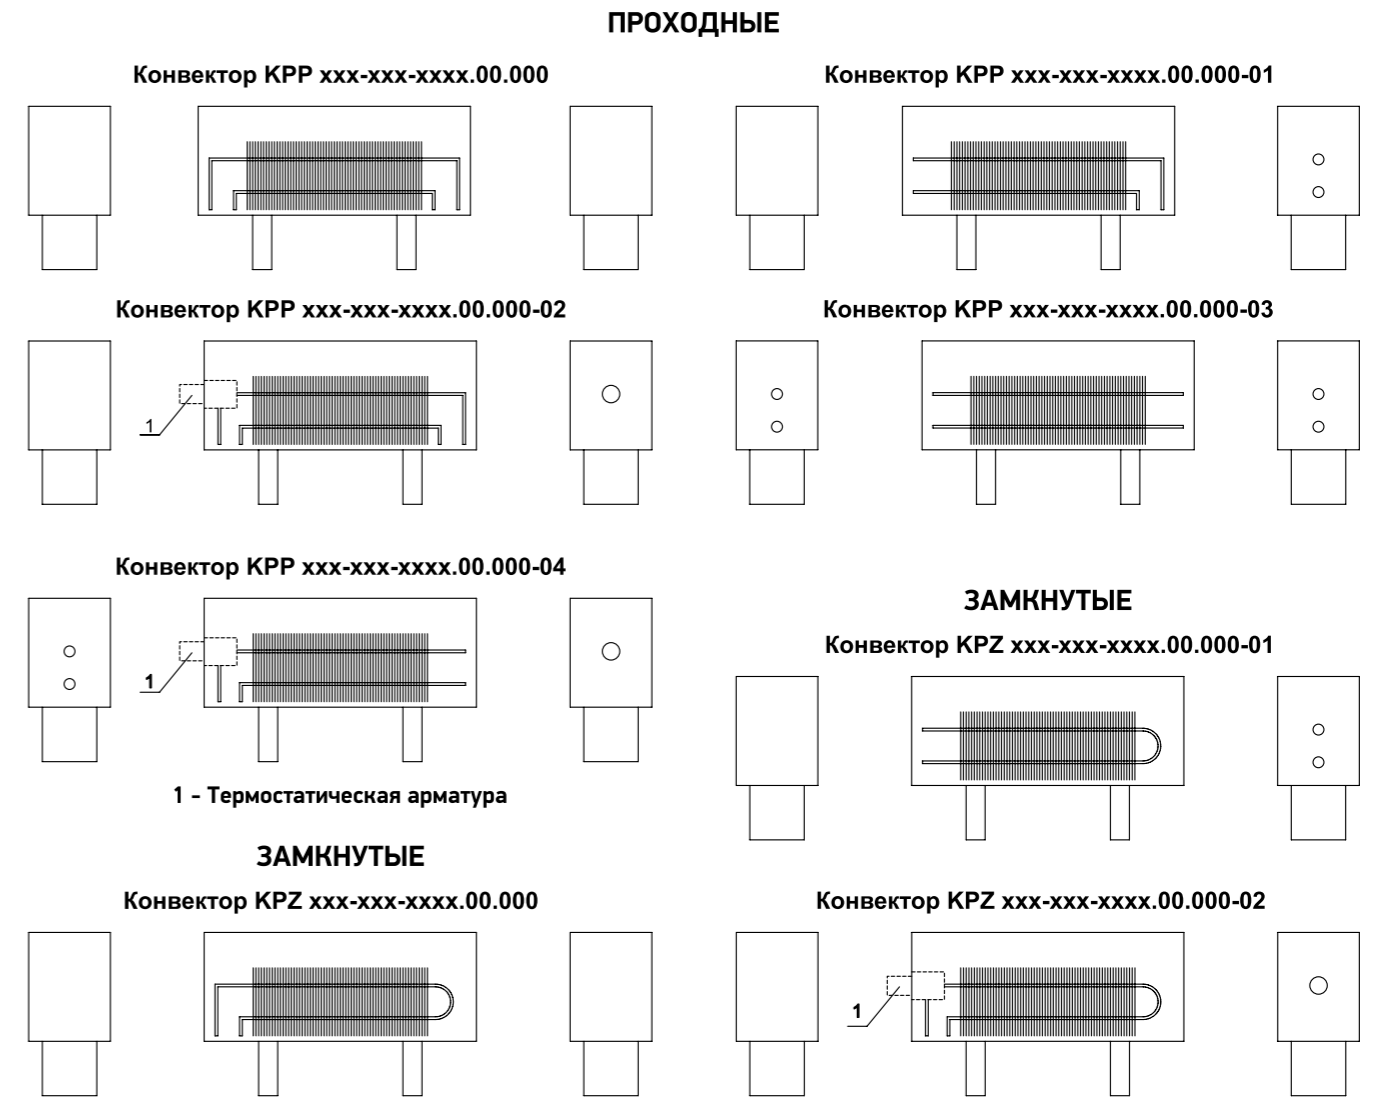 ПРОХОДНЫЕ
Конвектор KPP xxx-xxx-xxxx.00.000
Конвектор KPP xxx-xxx-xxxx.00.000-01
Конвектор KPP xxx-xxx-xxxx.00.000-02
Конвектор KPP xxx-xxx-xxxx.00.000-03
1
Конвектор KPP xxx-xxx-xxxx.00.000-04
1
1 - Термостатическая арматура
ЗАМКНУТЫЕ
Конвектор KPZ xxx-xxx-xxxx.00.000-01
ЗАМКНУТЫЕ
Конвектор KPZ xxx-xxx-xxxx.00.000
Конвектор KPZ xxx-xxx-xxxx.00.000-02
1